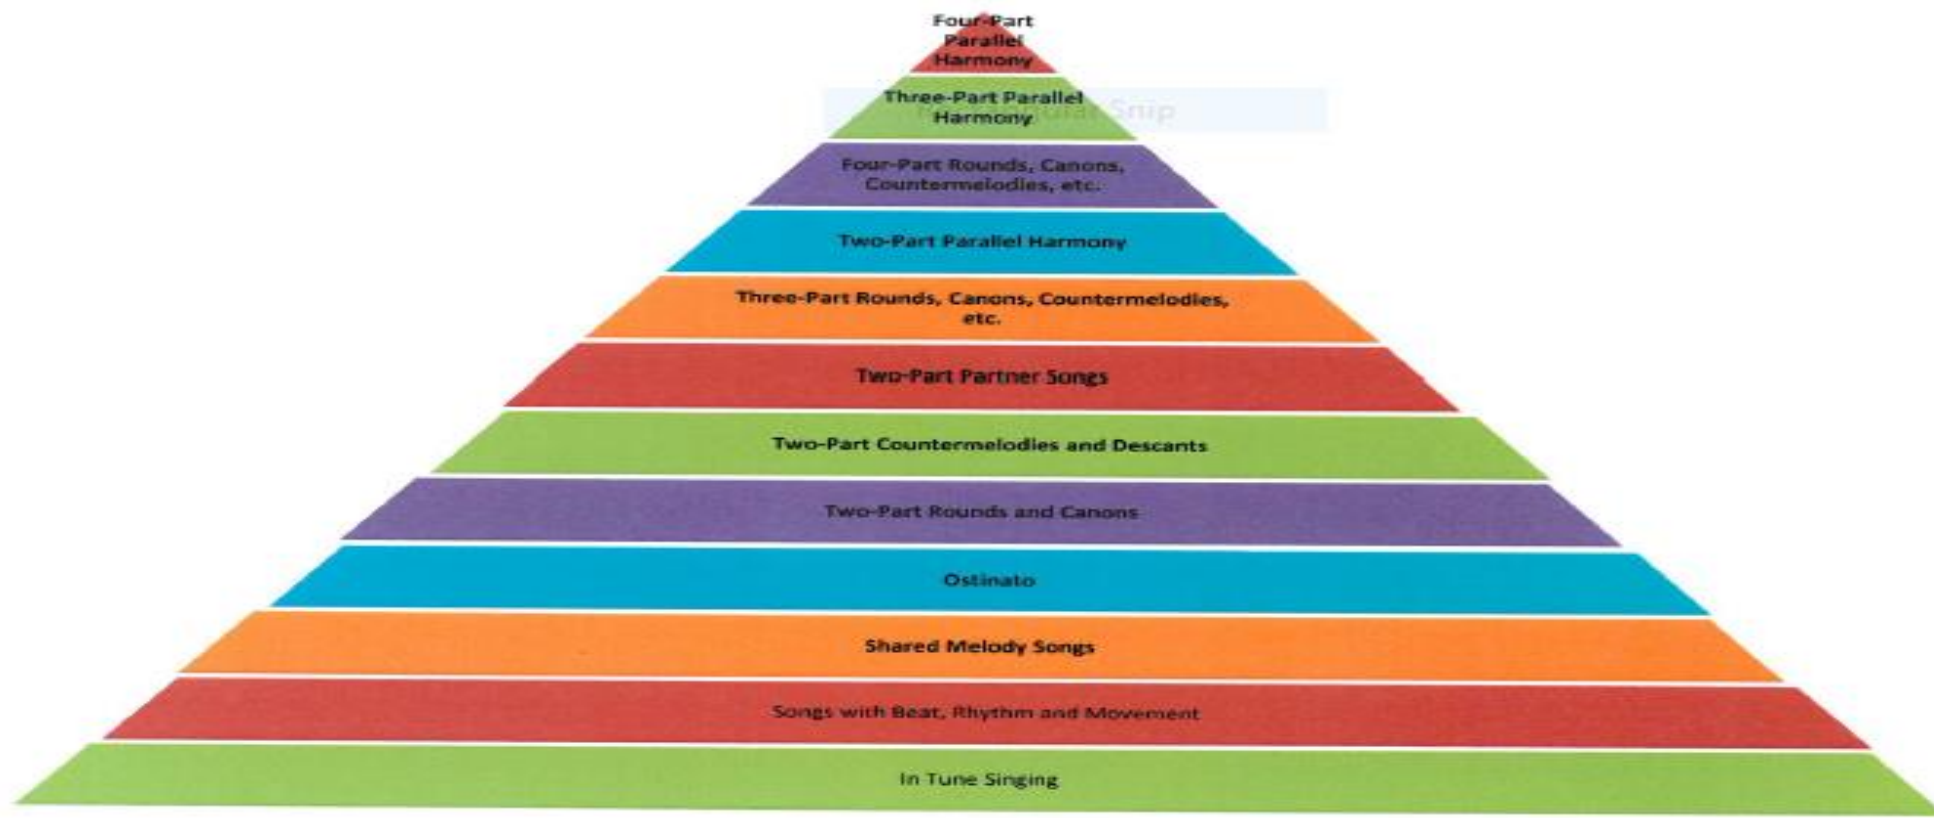 Four-Part
Parallel
Harmony
Three-Part Parallel
Harmony
Snip
Four-Part Rounds, Canons,
Countermelodies, etc.
Two-Part Parallel Harmony
Three-Part Rounds, Canons, Countermelodies,
etc.
Two-Part Partner Songs
Two-Part Countermelodies and Descants
Two-Part Rounds and Canons
Ostinato
Shared Melody Songs
Songs with Beat, Rhythm and Movement
In Tune Singing